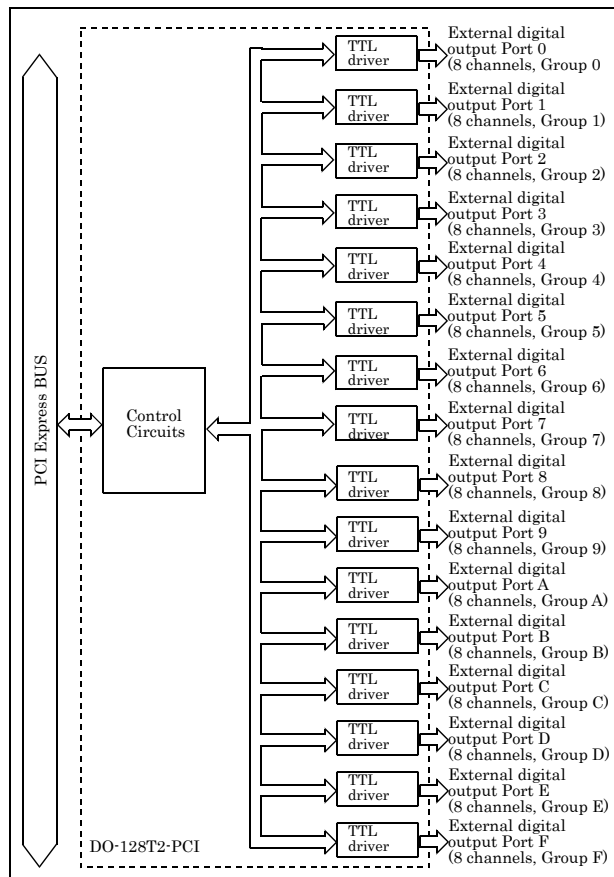 PCI Express BUS
Control
Circuits
DO-128T2-PCI
TTL
driver
External digital
output Port 0
(8 channels, Group 0
TTL
driver
External digital
output Port 1
(8 channels, Group 1)
TTL
driver
External digital
output Port 2
(8 channels, Group 2)
TTL
driver
External digital
output Port 3
(8 channels, Group 3)
TTL
driver
External digital
output Port 4
(8 channels, Group 4)
TTL
driver
External digital
output Port 5
(8 channels, Group 5)
TTL
driver
External digital
output Port 6
(8 channels, Group 6)
TTL
driver
External digital
output Port 7
(8 channels, Group 7)
TTL
driver
External digital
output Port 8
(8 channels, Group 8)
TTL
driver
External digital
output Port 9
(8 channels, Group 9)
TTL
driver
External digital
output Port A
(8 channels, Group A)
TTL
driver
External digital
output Port B
(8 channels, Group B)
TTL
driver
External digital
output Port C
(8 channels, Group C)
TTL
driver
External digital
output Port D
(8 channels, Group D)
TTL
driver
External digital
output Port E
(8 channels, Group E)
TTL
driver
External digital
output Port F
(8 channels, Group F)